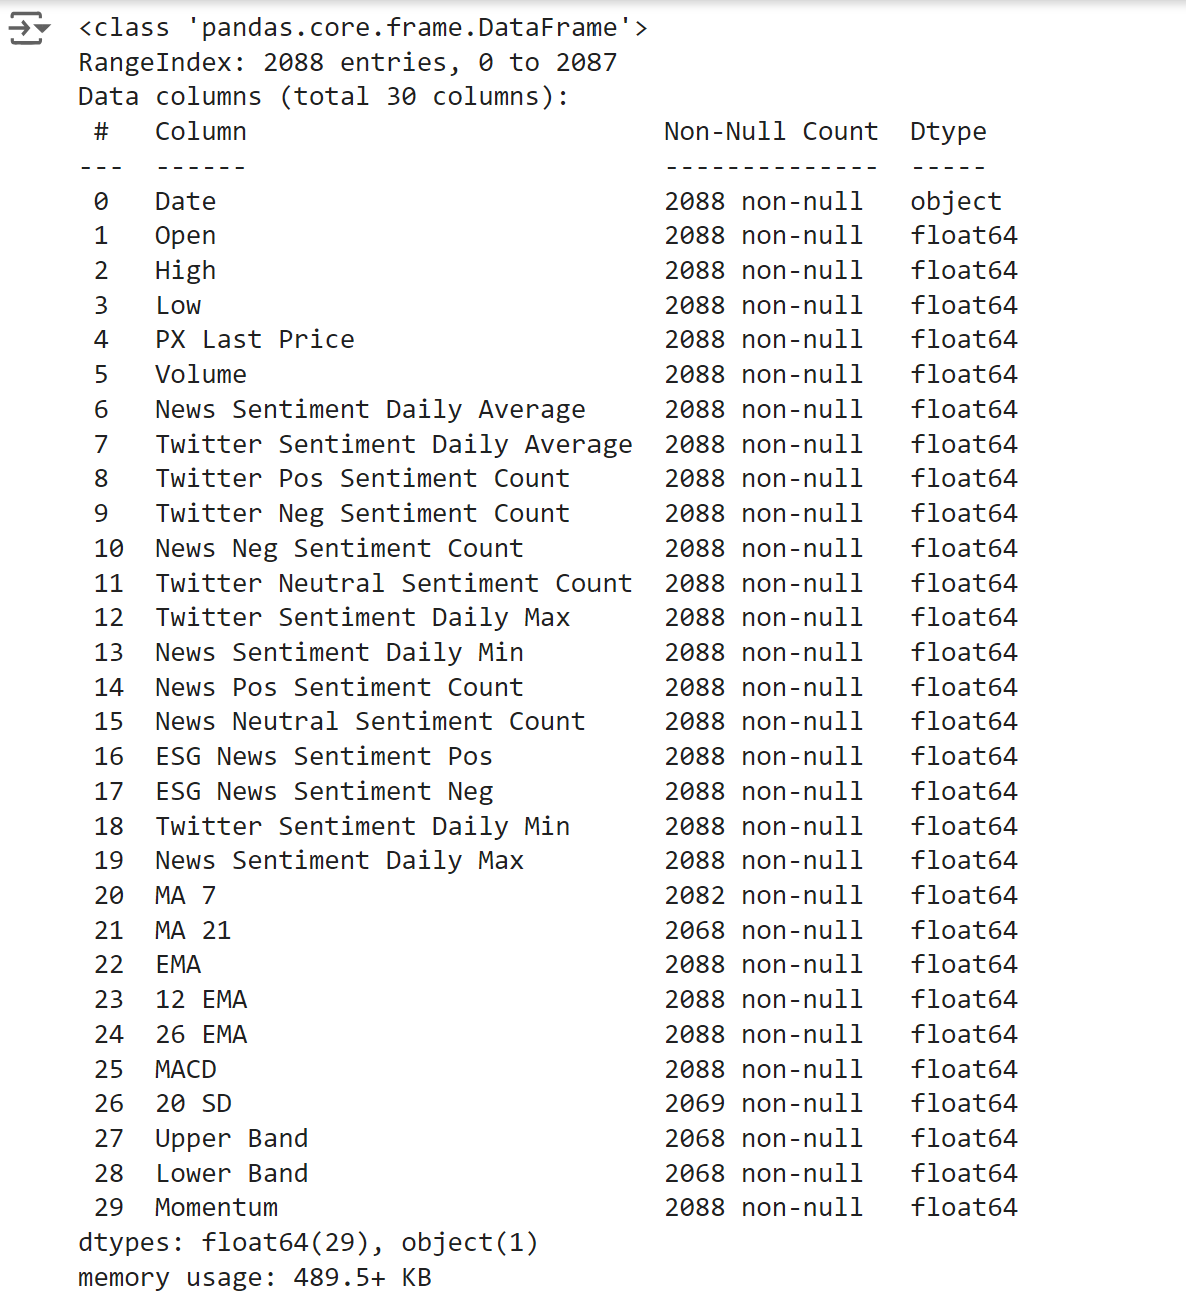 <class 'pandas.core.frame.DataFrame'>
RangeIndex: 2088 entries, 0 to 2087
Data columns (total 30 columns):
 #   Column                           Non-Null Count  Dtype
---  ------                           --------------  -----
 0   Date                             2088 non-null   object
 1   Open                             2088 non-null   float64
 2   High                             2088 non-null   float64
 3   Low                              2088 non-null   float64
 4   PX Last Price                    2088 non-null   float64
 5   Volume                           2088 non-null   float64
 6   News Sentiment Daily Average     2088 non-null   float64
 7   Twitter Sentiment Daily Average  2088 non-null   float64
 8   Twitter Pos Sentiment Count      2088 non-null   float64
 9   Twitter Neg Sentiment Count      2088 non-null   float64
 10  News Neg Sentiment Count         2088 non-null   float64
 11  Twitter Neutral Sentiment Count  2088 non-null   float64
 12  Twitter Sentiment Daily Max      2088 non-null   float64
 13  News Sentiment Daily Min         2088 non-null   float64
 14  News Pos Sentiment Count         2088 non-null   float64
 15  News Neutral Sentiment Count     2088 non-null   float64
 16  ESG News Sentiment Pos           2088 non-null   float64
 17  ESG News Sentiment Neg           2088 non-null   float64
 18  Twitter Sentiment Daily Min      2088 non-null   float64
 19  News Sentiment Daily Max         2088 non-null   float64
 20  MA 7                             2082 non-null   float64
 21  MA 21                            2068 non-null   float64
 22  EMA                              2088 non-null   float64
 23  12 EMA                           2088 non-null   float64
 24  26 EMA                           2088 non-null   float64
 25  MACD                             2088 non-null   float64
 26  20 SD                            2069 non-null   float64
 27  Upper Band                       2068 non-null   float64
 28  Lower Band                       2068 non-null   float64
 29  Momentum                         2088 non-null   float64
dtypes: float64(29), object(1)
memory usage: 489.5+ KB